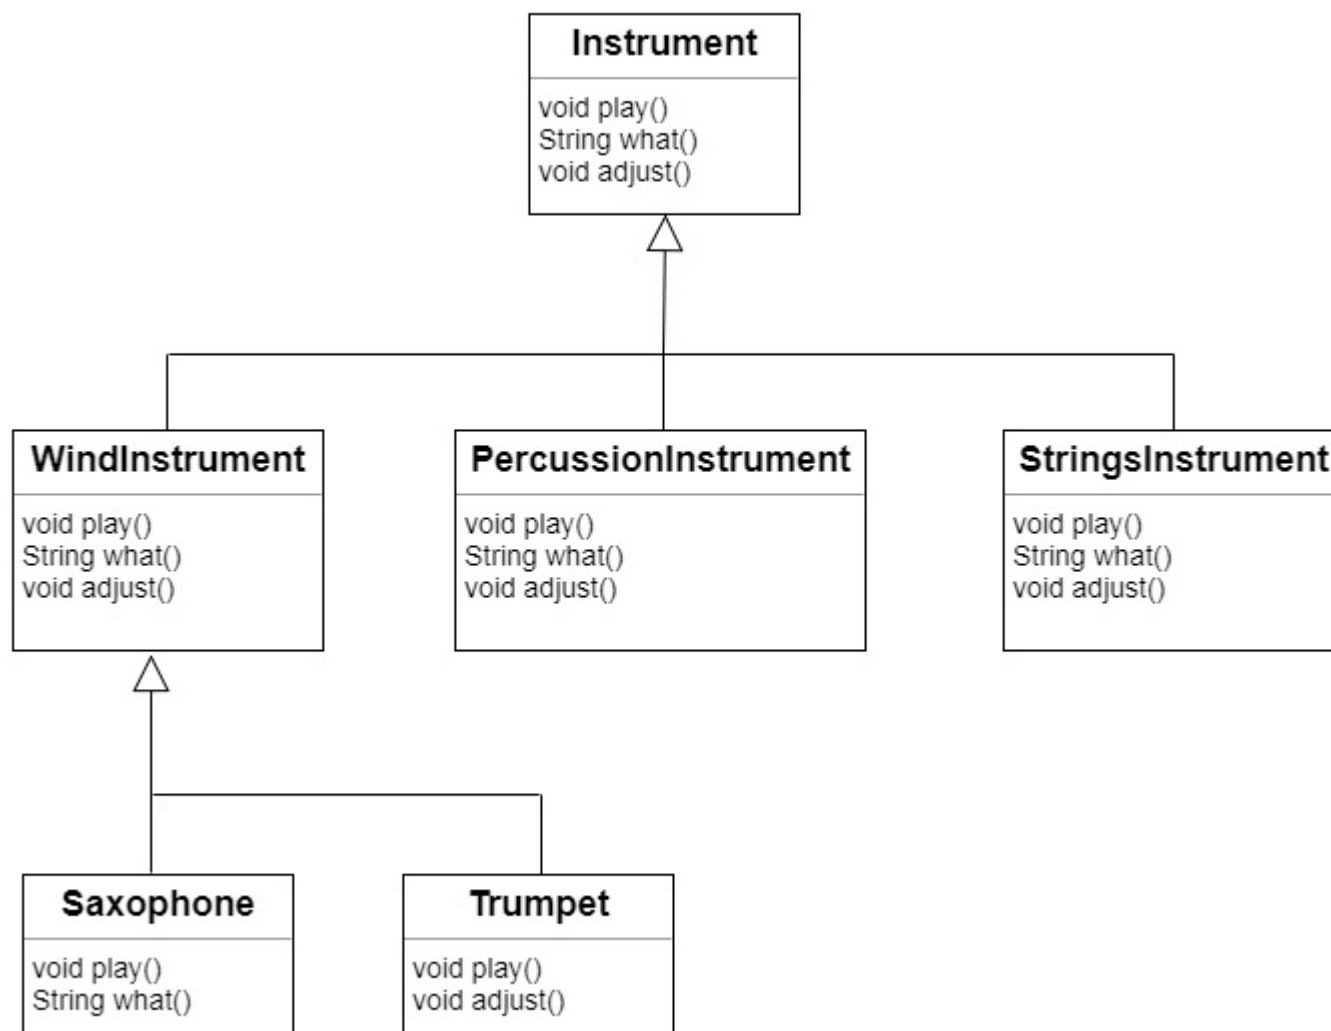 Instrument
void play()
String what()
void adjust()
WindInstrument
void play()
String what()
void adjust()
PercussionInstrument
void play()
String what()
void adjust()
StringsInstrument
void play()
String what()
void adjust()
Saxophone
void play()
String what()
Trumpet
void play()
void adjust()